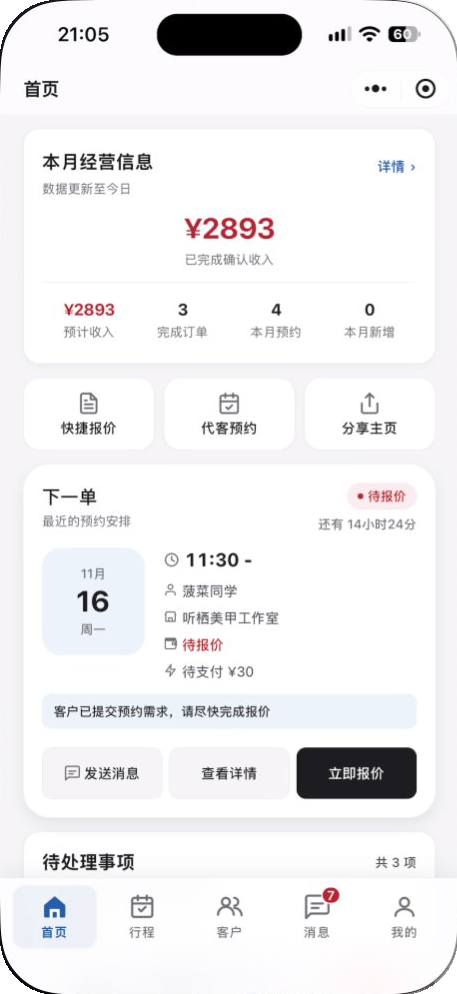 21:05
60
首页
本月经营信息
详情 ›
数据更新至今日
¥2893
已完成确认收入
¥2893 3 4 0
预计收入 完成订单 本月预约 本月新增
快捷报价 代客预约 分享主页
下一单
待报价
最近的预约安排
还有 14小时24分
11月
16
周一
11:30 -
菠菜同学
听栖美甲工作室
待报价
待支付 ¥30
客户已提交预约需求，请尽快完成报价
发送消息 查看详情 立即报价
待处理事项
共 3 项
7
首页 行程 客户 消息 我的